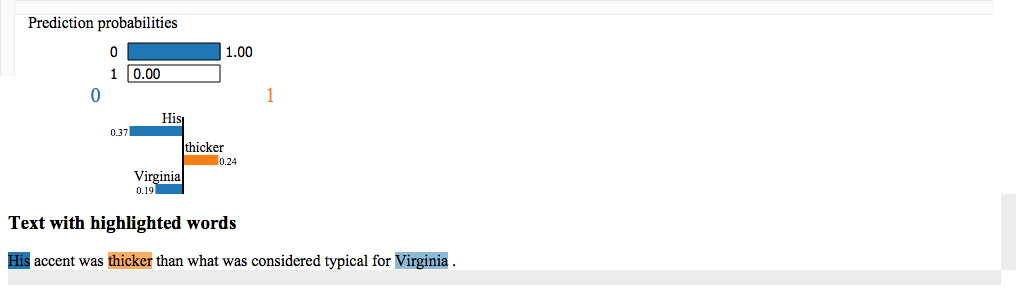 Prediction probabilities
0 1.00
1 0.00
0 1
His
0.37
thicker
0.24
Virginia
0.19
Text with highlighted words
His accent was thicker than what was considered typical for Virginia .